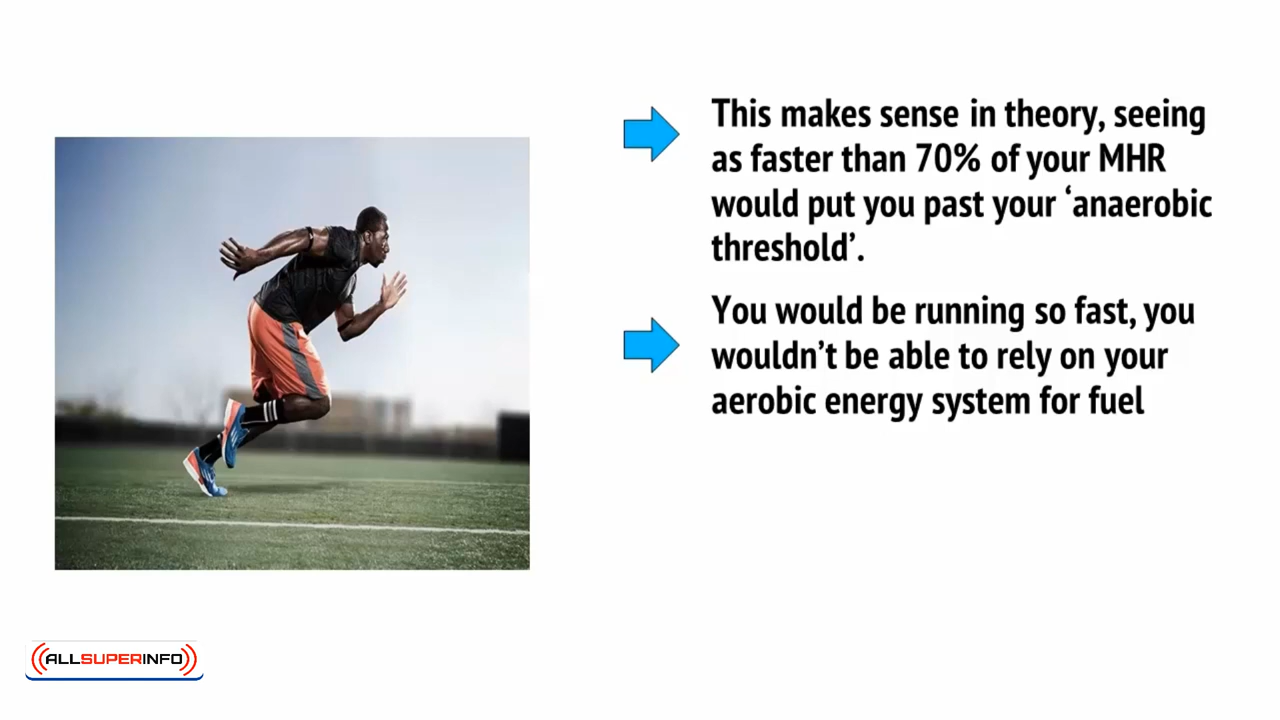 This makes sense in theory, seeing
as faster than 70% of your MHR
would put you past your ‘anaerobic
threshold’.
You would be running so fast, you
wouldn’t be able to rely on your
aerobic energy system for fuel
ALLSUPERINFO